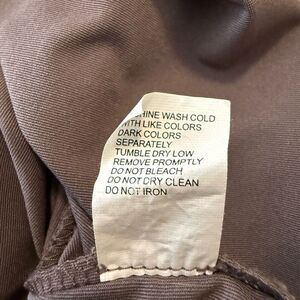 HINE WASH COLD
TH LIKE COLORS
DARK COLORS
SEPARATELY
TUMBLE DRY LOW
REMOVE PROMPTLY
DO NOT BLEACH
DO NOT DRY CLEAN
DO NOT IRON